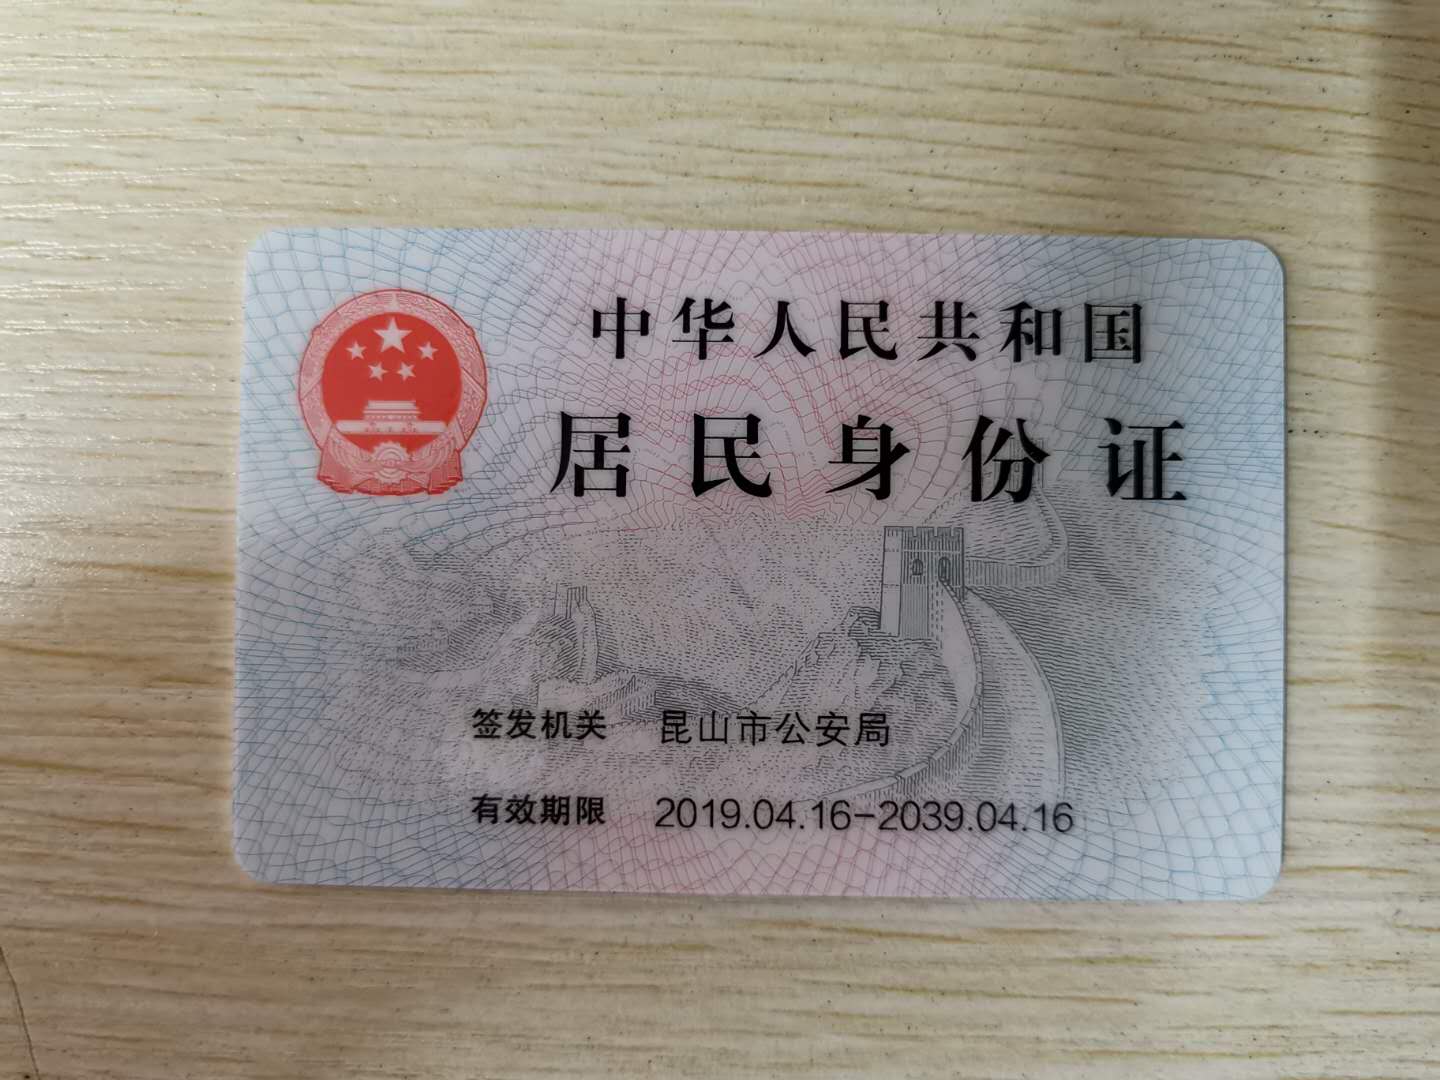 中华人民共和国
居民身份证
签发机关 昆山市公安局
有效期限 2019.04.16-2039.04.16